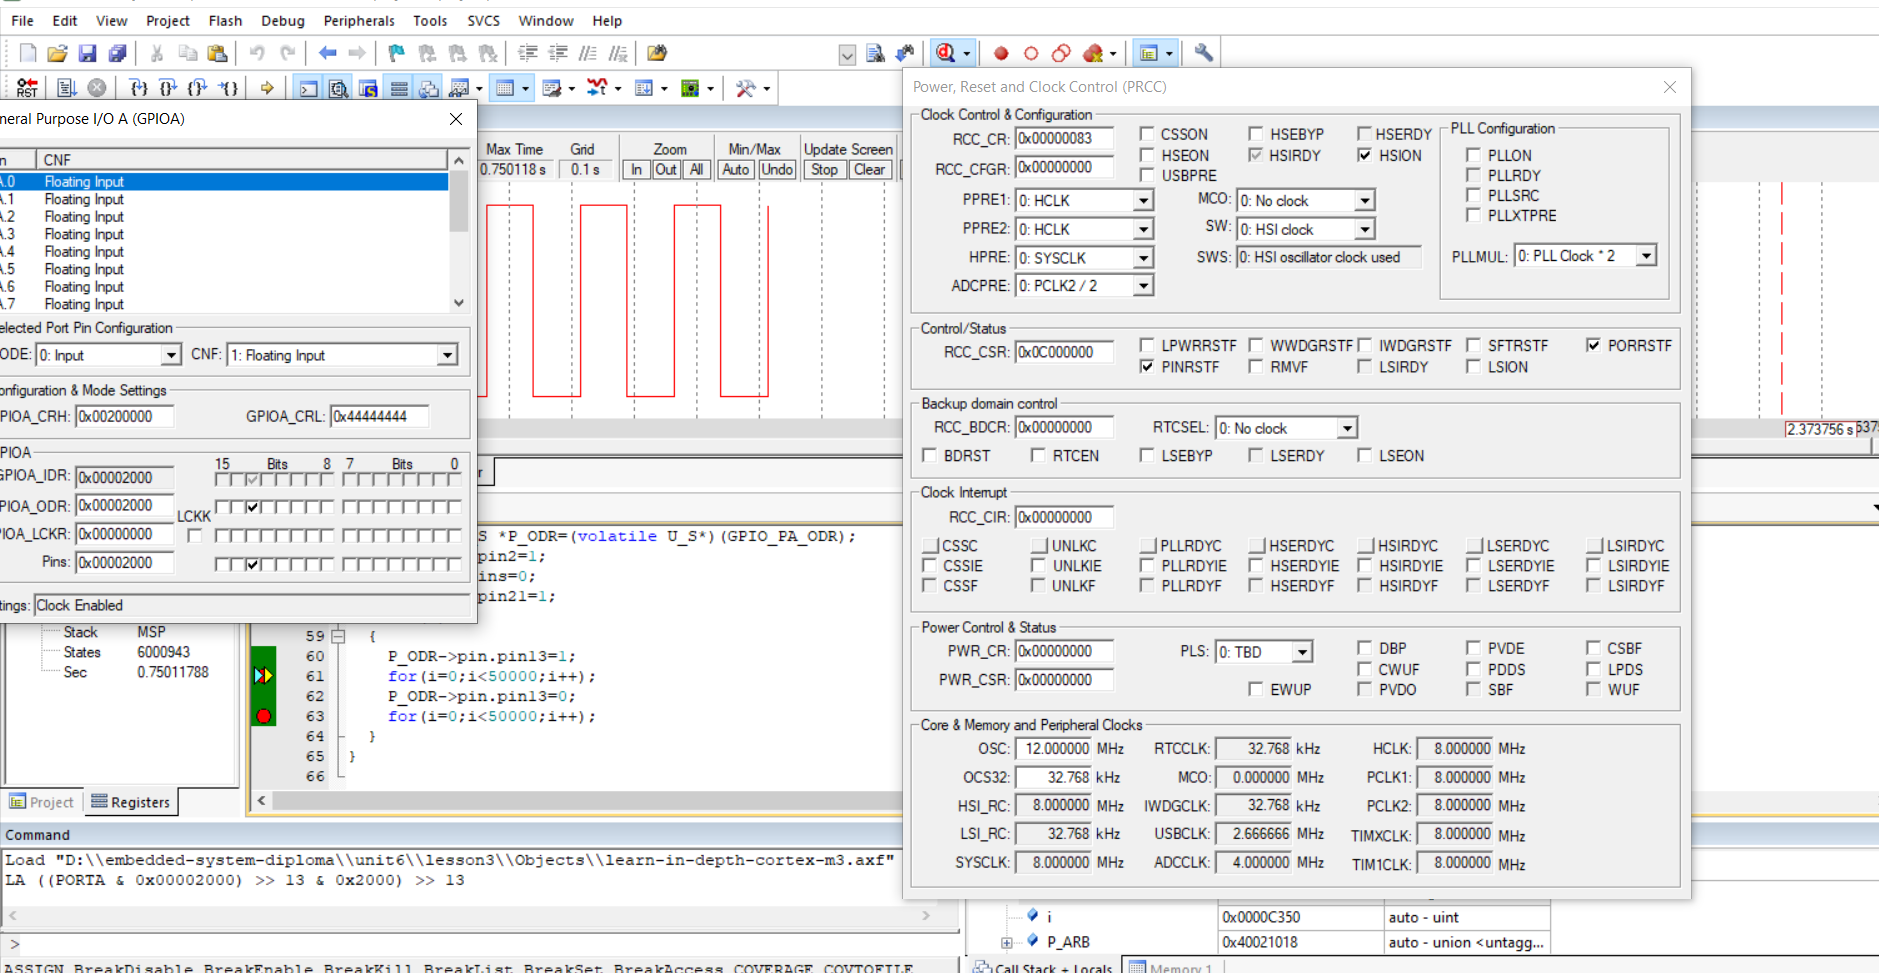 File Edit View Project Flash Debug Peripherals Tools SVCS Window Help
RST
neral Purpose I/O A (GPIOA)
n CNF
A.0 Floating Input
A.1 Floating Input
A.2 Floating Input
A.3 Floating Input
A.4 Floating Input
A.5 Floating Input
A.6 Floating Input
A.7 Floating Input
elected Port Pin Configuration
ODE: 0: Input CNF: 1: Floating Input
onfiguration & Mode Settings
PIOA_CRH: 0x00200000 GPIOA_CRL: 0x44444444
PIOA
15 Bits 8 7 Bits 0
GPIOA_IDR: 0x00002000
PIOA_ODR: 0x00002000
LCKK
IOA_LCKR: 0x00000000
Pins: 0x00002000
tings: Clock Enabled
Max Time Grid Zoom Min/Max Update Screen
0.750118 s 0.1 s In Out All Auto Undo Stop Clear
2.373756 s
r
S *P_ODR=(volatile U_S*)(GPIO_PA_ODR);
pin2=1;
ins=0;
pin21=1;
59 {
60 P_ODR->pin.pin13=1;
61 for(i=0;i<50000;i++);
62 P_ODR->pin.pin13=0;
63 for(i=0;i<50000;i++);
64 }
65 }
66
Stack MSP
States 6000943
Sec 0.75011788
Project Registers
Power, Reset and Clock Control (PRCC)
Clock Control & Configuration
RCC_CR: 0x00000083 CSSON HSEBYP HSERDY
HSEON HSIRDY HSION
RCC_CFGR: 0x00000000 USBPRE
PPRE1: 0: HCLK MCO: 0: No clock
PPRE2: 0: HCLK SW: 0: HSI clock
HPRE: 0: SYSCLK SWS: 0: HSI oscillator clock used
ADCPRE: 0: PCLK2 / 2
PLL Configuration
PLLON
PLLRDY
PLLSRC
PLLXTPRE
PLLMUL: 0: PLL Clock * 2
Control/Status
RCC_CSR: 0x0C000000 LPWRRSTF WWDGRSTF IWDGRSTF SFTRSTF PORRSTF
PINRSTF RMVF LSIRDY LSION
Backup domain control
RCC_BDCR: 0x00000000 RTCSEL: 0: No clock
BDRST RTCEN LSEBYP LSERDY LSEON
Clock Interrupt
RCC_CIR: 0x00000000
CSSC UNLKC PLLRDYC HSERDYC HSIRDYC LSERDYC LSIRDYC
CSSIE UNLKIE PLLRDYIE HSERDYIE HSIRDYIE LSERDYIE LSIRDYIE
CSSF UNLKF PLLRDYF HSERDYF HSIRDYF LSERDYF LSIRDYF
Power Control & Status
PWR_CR: 0x00000000 PLS: 0: TBD DBP PVDE CSBF
CWUF PDDS LPDS
PWR_CSR: 0x00000000 EWUP PVDO SBF WUF
Core & Memory and Peripheral Clocks
OSC: 12.000000 MHz RTCCLK: 32.768 kHz HCLK: 8.000000 MHz
OCS32: 32.768 kHz MCO: 0.000000 MHz PCLK1: 8.000000 MHz
HSI_RC: 8.000000 MHz IWDGCLK: 32.768 kHz PCLK2: 8.000000 MHz
LSI_RC: 32.768 kHz USBCLK: 2.666666 MHz TIMXCLK: 8.000000 MHz
SYSCLK: 8.000000 MHz ADCCLK: 4.000000 MHz TIM1CLK: 8.000000 MHz
Command
Load "D:\\embedded-system-diploma\\unit6\\lesson3\\Objects\\learn-in-depth-cortex-m3.axf"
LA ((PORTA & 0x00002000) >> 13 & 0x2000) >> 13
>
ASSIGN BreakDisable BreakEnable BreakKill BreakList BreakSet BreakAccess COVERAGE COVTOFILE
i 0x0000C350 auto - uint
P_ARB 0x40021018 auto - union <untagg...
Call Stack + Locals Memory 1